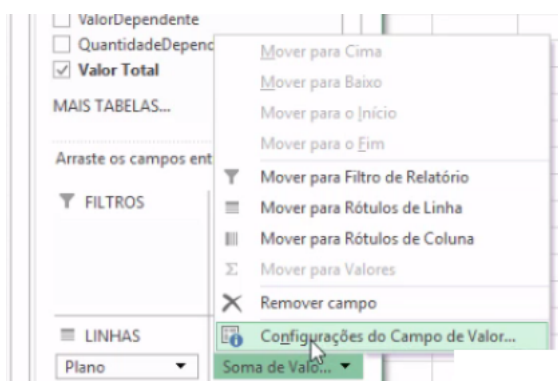 ValorDependente
QuantidadeDepend
Valor Total
MAIS TABELAS...
Arraste os campos ent
FILTROS
LINHAS
Plano
Soma de Valo...
Mover para Cima
Mover para Baixo
Mover para o Início
Mover para o Fim
Mover para Filtro de Relatório
Mover para Rótulos de Linha
Mover para Rótulos de Coluna
Σ Mover para Valores
Remover campo
Configurações do Campo de Valor...